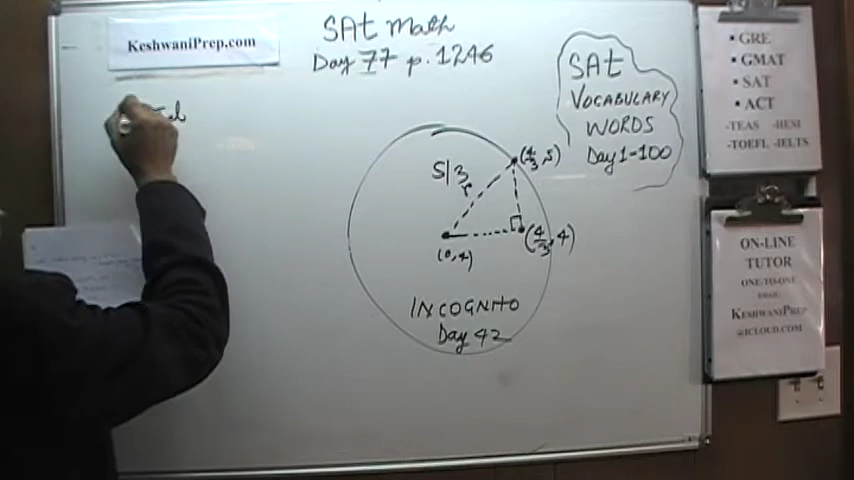 KeshwaniPrep.com
SAt Math
Day 77 p. 1246
SAt
VOCABULARY
WORDS
Day 1-100
5/3
r
(4/3, 5)
(0,4)
(4/3, 4)
INCOGNITO
Day 42
• GRE
• GMAT
• SAT
• ACT
-TEAS -HESI
-TOEFL -IELTS
ON-LINE
TUTOR
ONE-TO-ONE
EMAIL:
KESHWANIPREP
@ICLOUD.COM